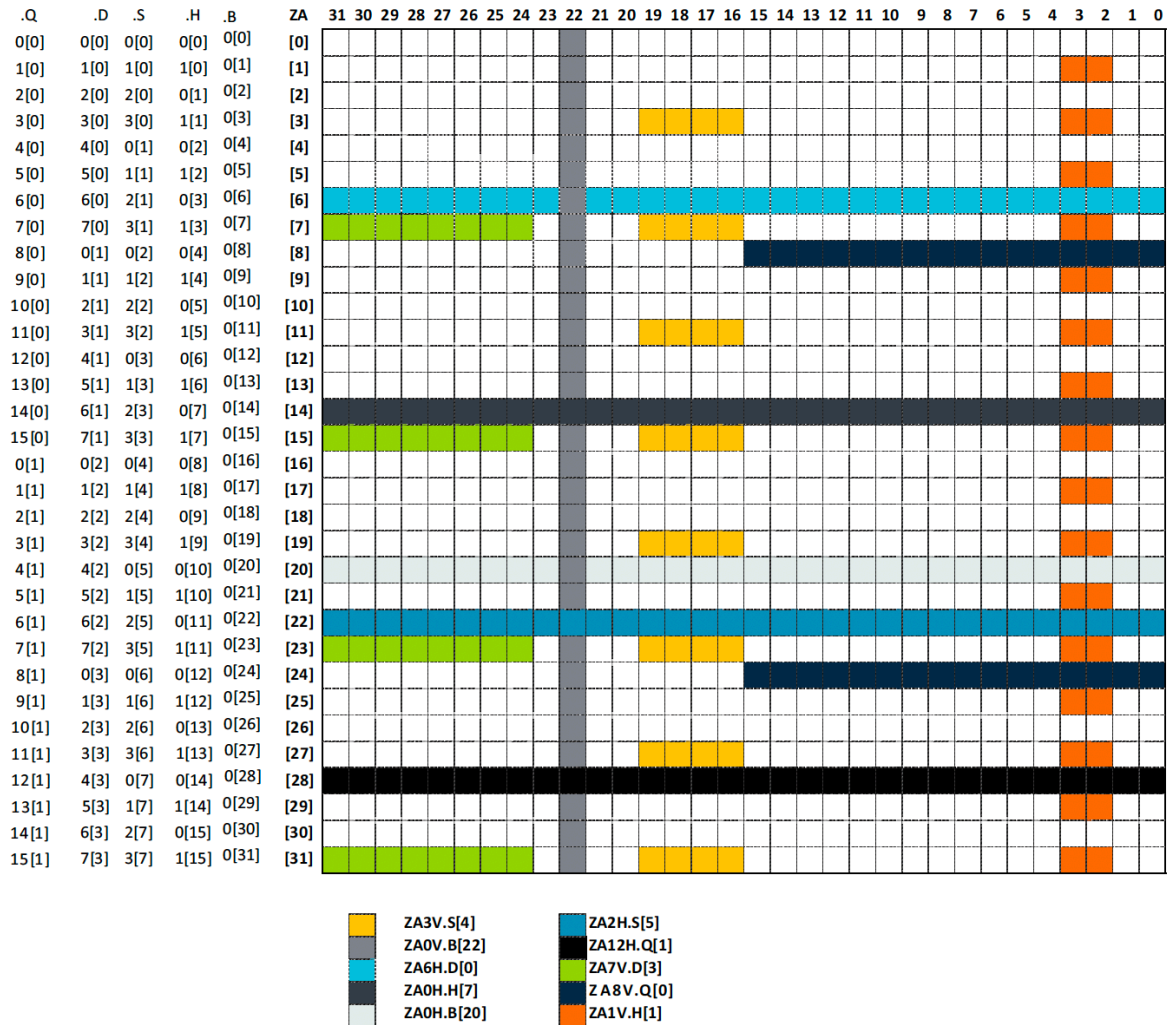 .Q .D .S .H .B ZA 31 30 29 28 27 26 25 24 23 22 21 20 19 18 17 16 15 14 13 12 11 10 9 8 7 6 5 4 3 2 1 0
0[0] 0[0] 0[0] 0[0] 0[0] [0]
1[0] 1[0] 1[0] 1[0] 0[1] [1]
2[0] 2[0] 2[0] 0[1] 0[2] [2]
3[0] 3[0] 3[0] 1[1] 0[3] [3]
4[0] 4[0] 0[1] 0[2] 0[4] [4]
5[0] 5[0] 1[1] 1[2] 0[5] [5]
6[0] 6[0] 2[1] 0[3] 0[6] [6]
7[0] 7[0] 3[1] 1[3] 0[7] [7]
8[0] 0[1] 0[2] 0[4] 0[8] [8]
9[0] 1[1] 1[2] 1[4] 0[9] [9]
10[0] 2[1] 2[2] 0[5] 0[10] [10]
11[0] 3[1] 3[2] 1[5] 0[11] [11]
12[0] 4[1] 0[3] 0[6] 0[12] [12]
13[0] 5[1] 1[3] 1[6] 0[13] [13]
14[0] 6[1] 2[3] 0[7] 0[14] [14]
15[0] 7[1] 3[3] 1[7] 0[15] [15]
0[1] 0[2] 0[4] 0[8] 0[16] [16]
1[1] 1[2] 1[4] 1[8] 0[17] [17]
2[1] 2[2] 2[4] 0[9] 0[18] [18]
3[1] 3[2] 3[4] 1[9] 0[19] [19]
4[1] 4[2] 0[5] 0[10] 0[20] [20]
5[1] 5[2] 1[5] 1[10] 0[21] [21]
6[1] 6[2] 2[5] 0[11] 0[22] [22]
7[1] 7[2] 3[5] 1[11] 0[23] [23]
8[1] 0[3] 0[6] 0[12] 0[24] [24]
9[1] 1[3] 1[6] 1[12] 0[25] [25]
10[1] 2[3] 2[6] 0[13] 0[26] [26]
11[1] 3[3] 3[6] 1[13] 0[27] [27]
12[1] 4[3] 0[7] 0[14] 0[28] [28]
13[1] 5[3] 1[7] 1[14] 0[29] [29]
14[1] 6[3] 2[7] 0[15] 0[30] [30]
15[1] 7[3] 3[7] 1[15] 0[31] [31]
ZA3V.S[4] ZA2H.S[5]
ZA0V.B[22] ZA12H.Q[1]
ZA6H.D[0] ZA7V.D[3]
ZA0H.H[7] ZA8V.Q[0]
ZA0H.B[20] ZA1V.H[1]